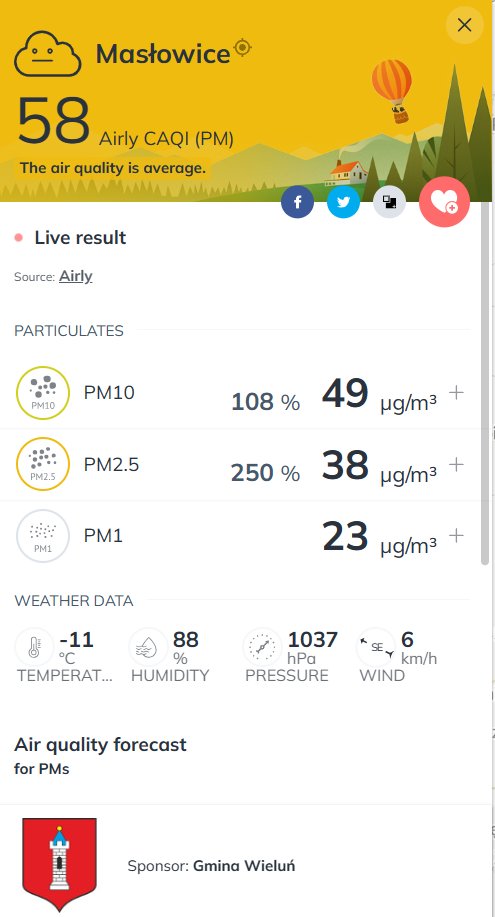 Masłowice
58 Airly CAQI (PM)
The air quality is average.
Live result
Source: Airly
PARTICULATES
PM10 PM10 108 % 49 µg/m³ +
PM2.5 PM2.5 250 % 38 µg/m³ +
PM1 PM1 23 µg/m³ +
WEATHER DATA
-11 °C TEMPERAT...
88 % HUMIDITY
1037 hPa PRESSURE
SE 6 km/h WIND
Air quality forecast
for PMs
Sponsor: Gmina Wieluń